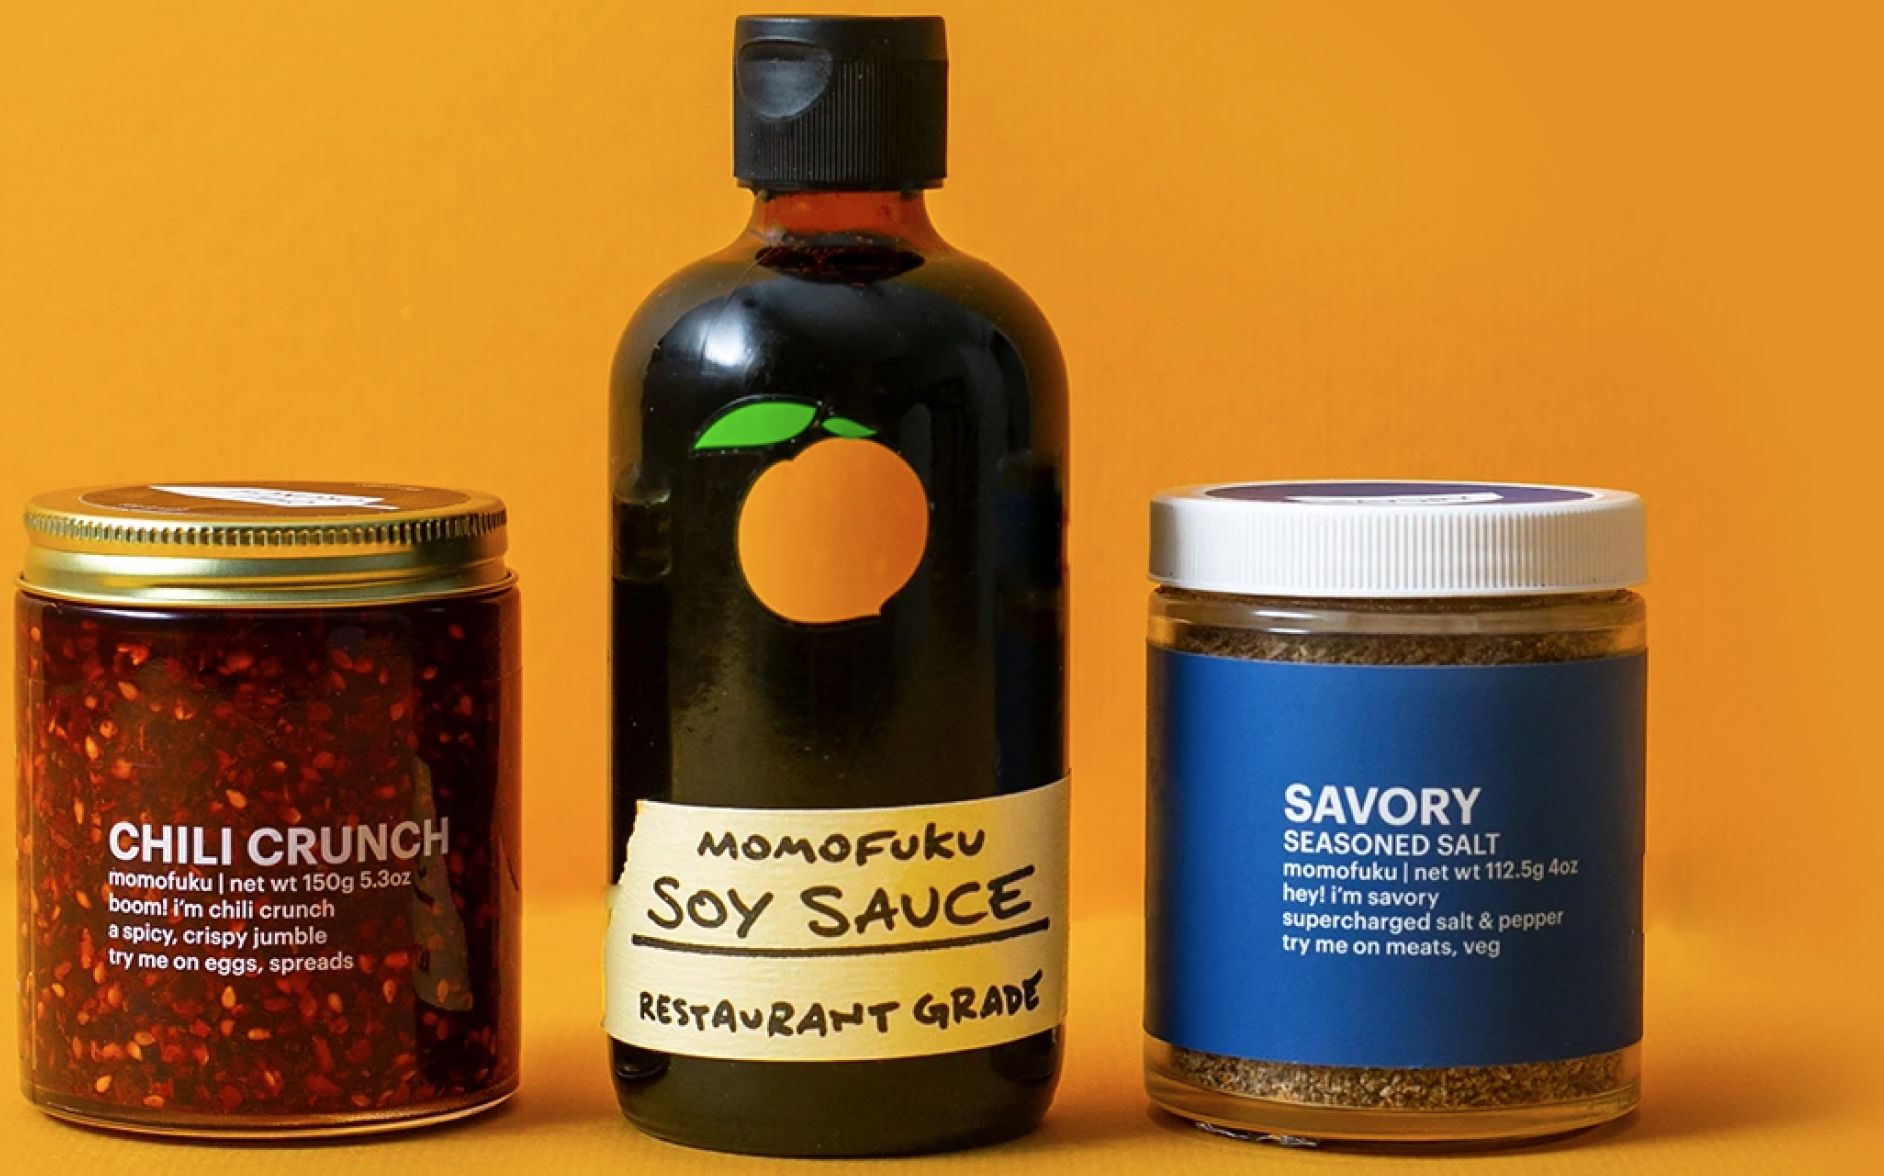 CHILI CRUNCH
momofuku | net wt 150g 5.3oz
boom! i'm chili crunch
a spicy, crispy jumble
try me on eggs, spreads
MOMOFUKU
SOY SAUCE
RESTAURANT GRADE
SAVORY
SEASONED SALT
momofuku | net wt 112.5g 4oz
hey! i'm savory
supercharged salt & pepper
try me on meats, veg